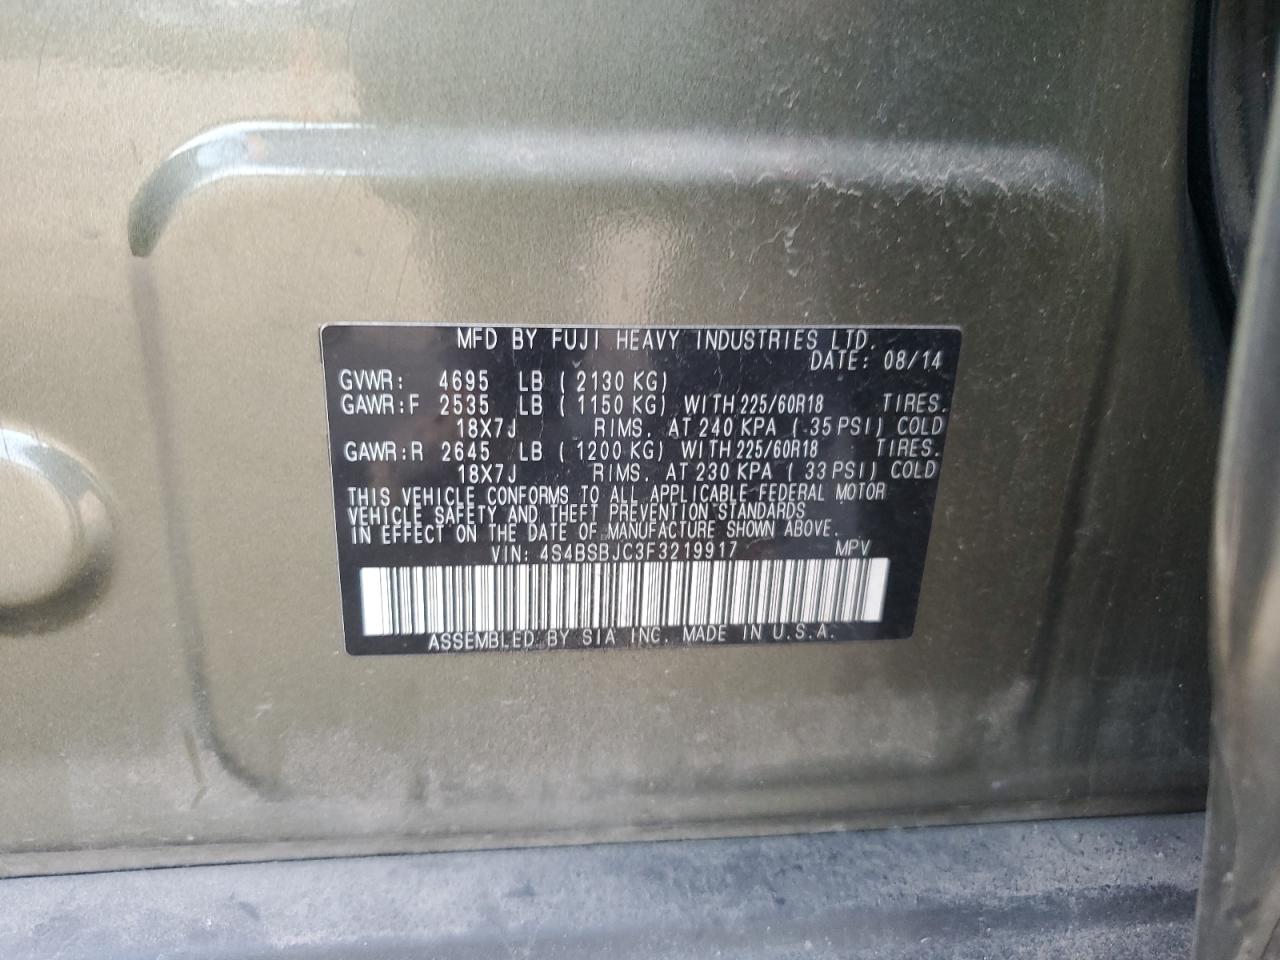 MFD BY FUJI HEAVY INDUSTRIES LTD.
DATE: 08/14
GVWR: 4695 LB ( 2130 KG)
GAWR:F 2535 LB ( 1150 KG) WITH 225/60R18 TIRES.
18X7J RIMS. AT 240 KPA ( 35 PSI) COLD
GAWR:R 2645 LB ( 1200 KG) WITH 225/60R18 TIRES.
18X7J RIMS. AT 230 KPA ( 33 PSI) COLD
THIS VEHICLE CONFORMS TO ALL APPLICABLE FEDERAL MOTOR
VEHICLE SAFETY AND THEFT PREVENTION STANDARDS
IN EFFECT ON THE DATE OF MANUFACTURE SHOWN ABOVE.
VIN: 4S4BSBJC3F3219917 MPV
ASSEMBLED BY SIA INC. MADE IN U.S.A.